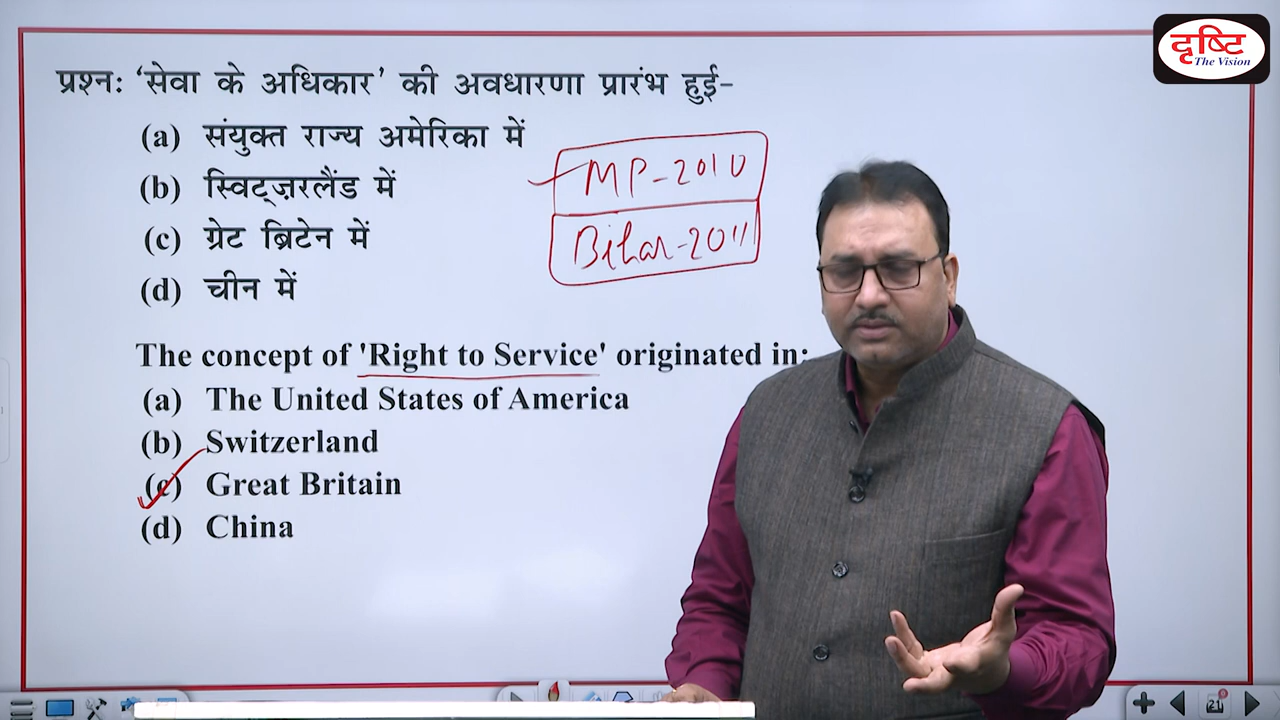 दृष्टि
The Vision
प्रश्न: 'सेवा के अधिकार' की अवधारणा प्रारंभ हुई-
(a) संयुक्त राज्य अमेरिका में
(b) स्विट्ज़रलैंड में
(c) ग्रेट ब्रिटेन में
(d) चीन में
MP-2010
Bihar-2011
The concept of 'Right to Service' originated in:
(a) The United States of America
(b) Switzerland
(c) Great Britain
(d) China
21